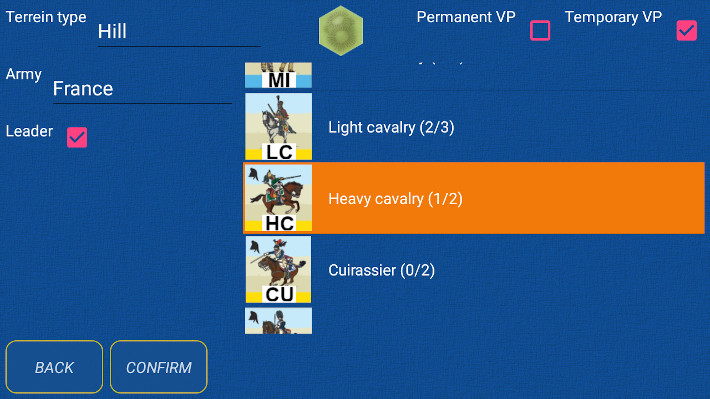 Terrein type
Hill
Permanent VP
Temporary VP
Army
France
Leader
MI
LC
Light cavalry (2/3)
HC
Heavy cavalry (1/2)
CU
Cuirassier (0/2)
BACK
CONFIRM